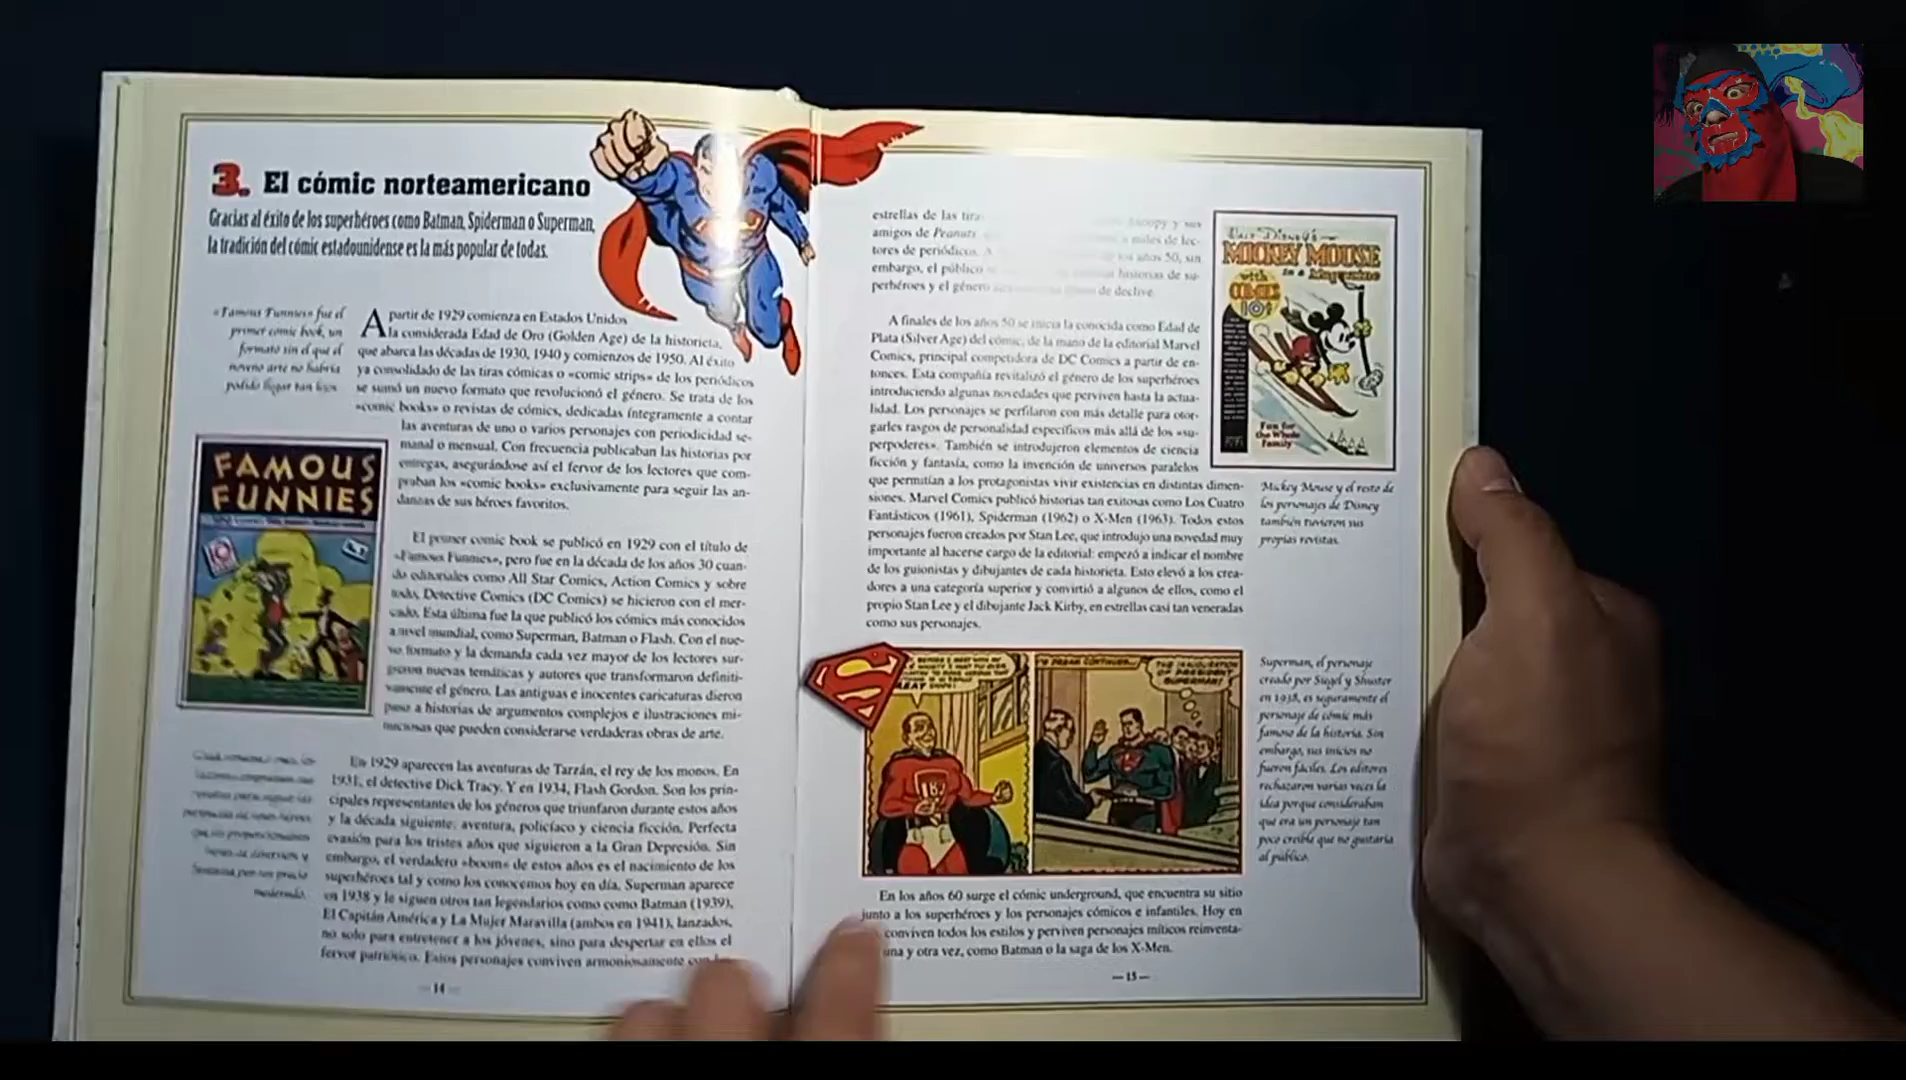 3. El cómic norteamericano
Gracias al éxito de los superhéroes como Batman, Spiderman o Superman,
la tradición del cómic estadounidense es la más popular de todas.
«Famous Funnies» fue el
primer comic book, un
formato sin el que el
noveno arte no habría
podido llegar tan lejos
A partir de 1929 comienza en Estados Unidos
la considerada Edad de Oro (Golden Age) de la historieta,
que abarca las décadas de 1930, 1940 y comienzos de 1950. Al éxito
ya consolidado de las tiras cómicas o «comic strips» de los periódicos
se sumó un nuevo formato que revolucionó el género. Se trata de los
«comic books» o revistas de cómics, dedicadas íntegramente a contar
las aventuras de uno o varios personajes con periodicidad se-
manal o mensual. Con frecuencia publicaban las historias por
entregas, asegurándose así el fervor de los lectores que com-
praban los «comic books» exclusivamente para seguir las an-
danzas de sus héroes favoritos.
FAMOUS
FUNNIES
El primer comic book se publicó en 1929 con el título de
«Famous Funnies», pero fue en la década de los años 30 cuan-
do editoriales como All Star Comics, Action Comics y sobre
todo, Detective Comics (DC Comics) se hicieron con el mer-
cado. Esta última fue la que publicó los cómics más conocidos
a nivel mundial, como Superman, Batman o Flash. Con el nue-
vo formato y la demanda cada vez mayor de los lectores sur-
gieron nuevas temáticas y autores que transformaron definiti-
vamente el género. Las antiguas e inocentes caricaturas dieron
paso a historias de argumentos complejos e ilustraciones mi-
nuciosas que pueden considerarse verdaderas obras de arte.
En 1929 aparecen las aventuras de Tarzán, el rey de los monos. En
1931, el detective Dick Tracy. Y en 1934, Flash Gordon. Son los prin-
cipales representantes de los géneros que triunfaron durante estos años
y la década siguiente: aventura, policíaco y ciencia ficción. Perfecta
evasión para los tristes años que siguieron a la Gran Depresión. Sin
embargo, el verdadero «boom» de estos años es el nacimiento de los
superhéroes tal y como los conocemos hoy en día. Superman aparece
en 1938 y le siguen otros tan legendarios como como Batman (1939),
El Capitán América y La Mujer Maravilla (ambos en 1941), lanzados,
no solo para entretener a los jóvenes, sino para despertar en ellos el
fervor patriótico. Estos personajes conviven armoniosamente con
— 14 —
estrellas de las tiras Snoopy y sus
amigos de Peanuts a miles de lec-
tores de periódicos. los años 50, sin
embargo, el público historias de su-
perhéroes y el género de declive.
A finales de los años 50 se inicia la conocida como Edad de
Plata (Silver Age) del cómic, de la mano de la editorial Marvel
Comics, principal competidora de DC Comics a partir de en-
tonces. Esta compañía revitalizó el género de los superhéroes
introduciendo algunas novedades que perviven hasta la actua-
lidad. Los personajes se perfilaron con más detalle para otor-
garles rasgos de personalidad específicos más allá de los «su-
perpoderes». También se introdujeron elementos de ciencia
ficción y fantasía, como la invención de universos paralelos
que permitían a los protagonistas vivir existencias en distintas dimen-
siones. Marvel Comics publicó historias tan exitosas como Los Cuatro
Fantásticos (1961), Spiderman (1962) o X-Men (1963). Todos estos
personajes fueron creados por Stan Lee, que introdujo una novedad muy
importante al hacerse cargo de la editorial: empezó a indicar el nombre
de los guionistas y dibujantes de cada historieta. Esto elevó a los crea-
dores a una categoría superior y convirtió a algunos de ellos, como el
propio Stan Lee y el dibujante Jack Kirby, en estrellas casi tan veneradas
como sus personajes.
Walt Disney's
MICKEY MOUSE
in a Magazine
with
COMICS
10¢
Fun for
the Whole
Family
Mickey Mouse y el resto de
los personajes de Disney
también tuvieron sus
propias revistas.
THE INAUGURATION
OF PRESIDENT
SUPERMAN!
Superman, el personaje
creado por Siegel y Shuster
en 1938, es seguramente el
personaje de cómic más
famoso de la historia. Sin
embargo, sus inicios no
fueron fáciles. Los editores
rechazaron varias veces la
idea porque consideraban
que era un personaje tan
poco creíble que no gustaría
al público.
En los años 60 surge el cómic underground, que encuentra su sitio
junto a los superhéroes y los personajes cómicos e infantiles. Hoy en
conviven todos los estilos y perviven personajes míticos reinventa-
una y otra vez, como Batman o la saga de los X-Men.
— 15 —